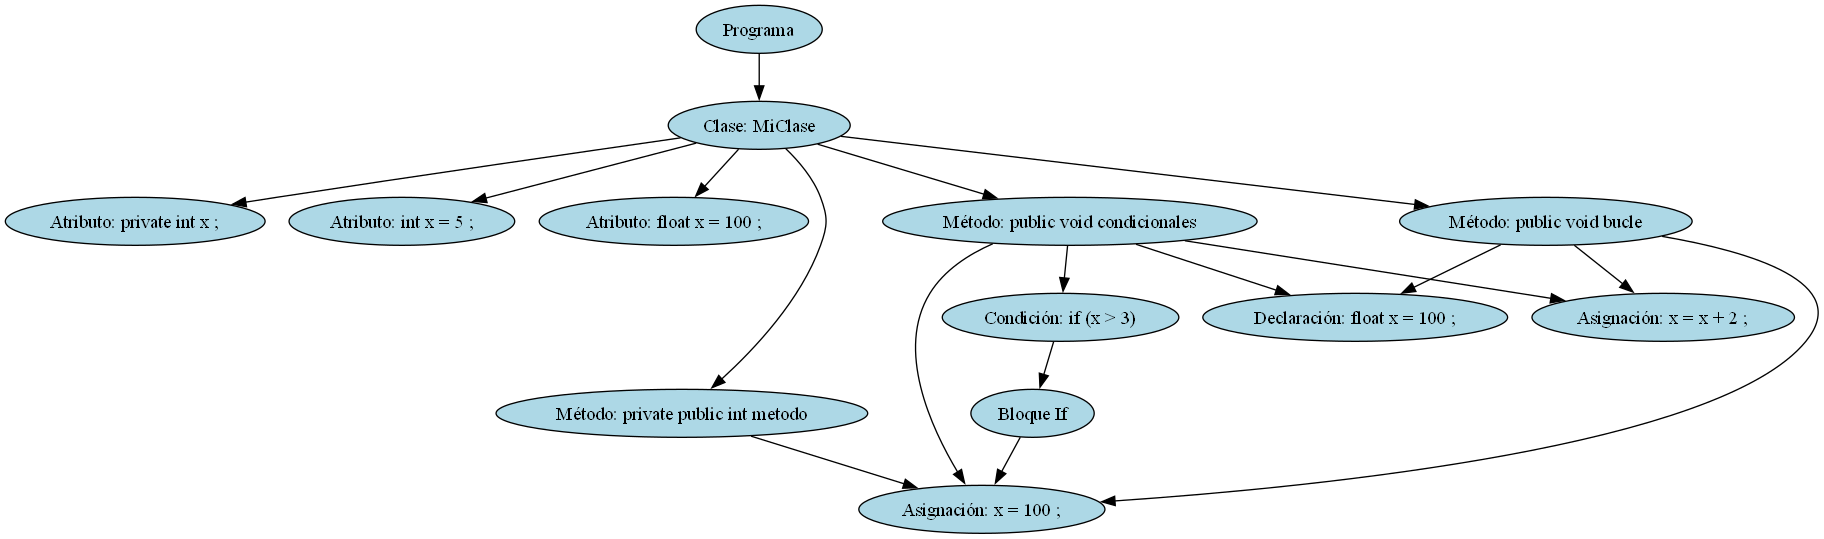 Programa
Clase: MiClase
Atributo: private int x ;
Atributo: int x = 5 ;
Atributo: float x = 100 ;
Método: public void condicionales
Método: public void bucle
Condición: if (x > 3)
Declaración: float x = 100 ;
Asignación: x = x + 2 ;
Método: private public int metodo
Bloque If
Asignación: x = 100 ;